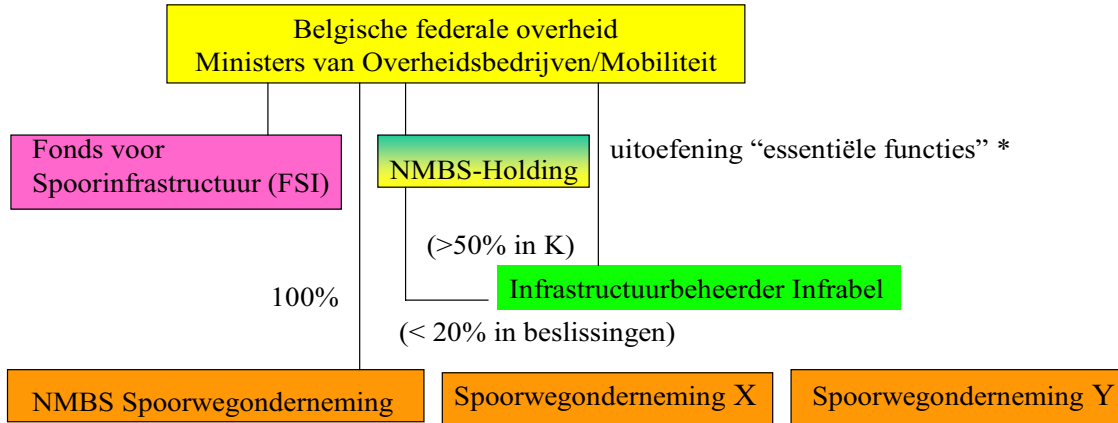 Belgische federale overheid
Ministers van Overheidsbedrijven/Mobiliteit
Fonds voor
Spoorinfrastructuur (FSI)
NMBS-Holding
uitoefening “essentiële functies” *
(>50% in K)
100%
Infrastructuurbeheerder Infrabel
(< 20% in beslissingen)
NMBS Spoorwegonderneming
Spoorwegonderneming X
Spoorwegonderneming Y